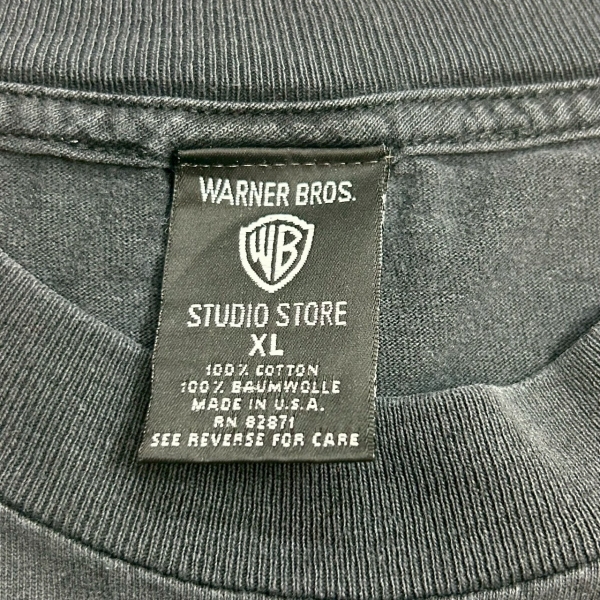 WARNER BROS.
WB
STUDIO STORE
XL
100% COTTON
100% BAUMWOLLE
MADE IN U.S.A.
RN 82871
SEE REVERSE FOR CARE